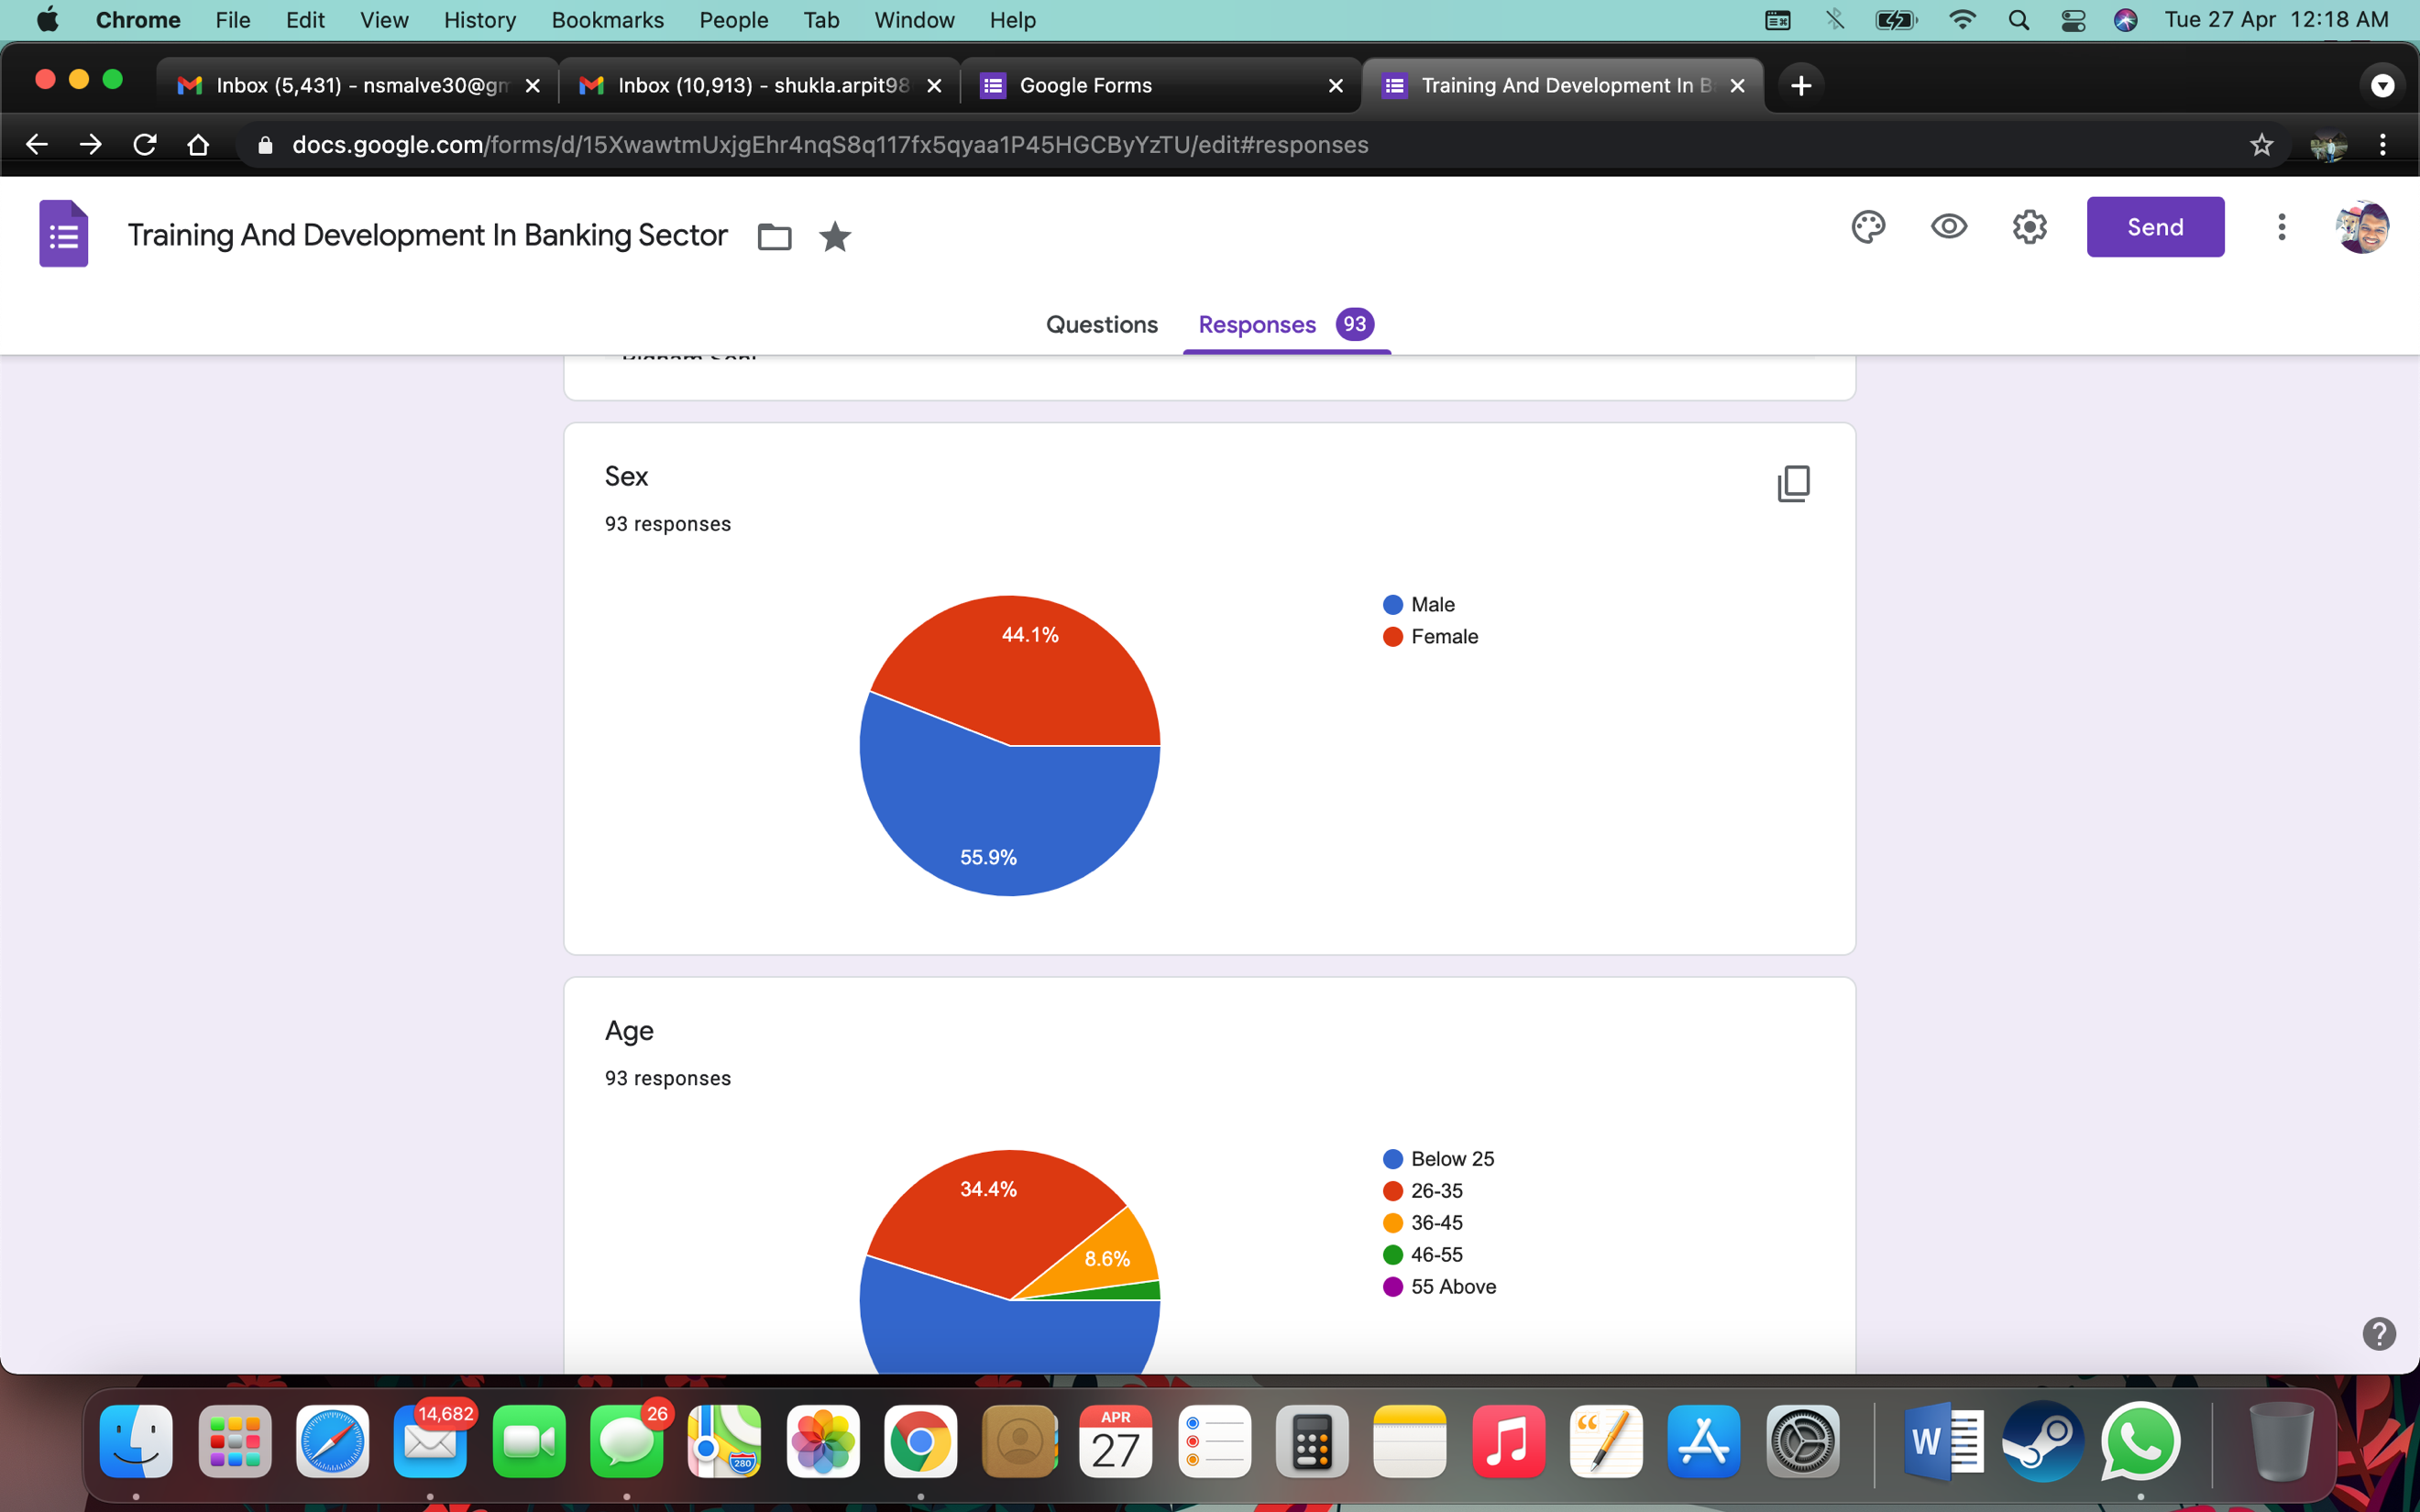 Chrome File Edit View History Bookmarks People Tab Window Help Tue 27 Apr 12:18 AM
Inbox (5,431) - nsmalve30@gm Inbox (10,913) - shukla.arpit98 Google Forms Training And Development In B
docs.google.com/forms/d/15XwawtmUxjgEhr4nqS8q117fx5qyaa1P45HGCByYzTU/edit#responses
Training And Development In Banking Sector Send
Questions Responses 93
Sex
93 responses
Male
Female
44.1%
55.9%
Age
93 responses
Below 25
26-35
36-45
46-55
55 Above
34.4%
8.6%
?
14,682 26 280 APR 27 W